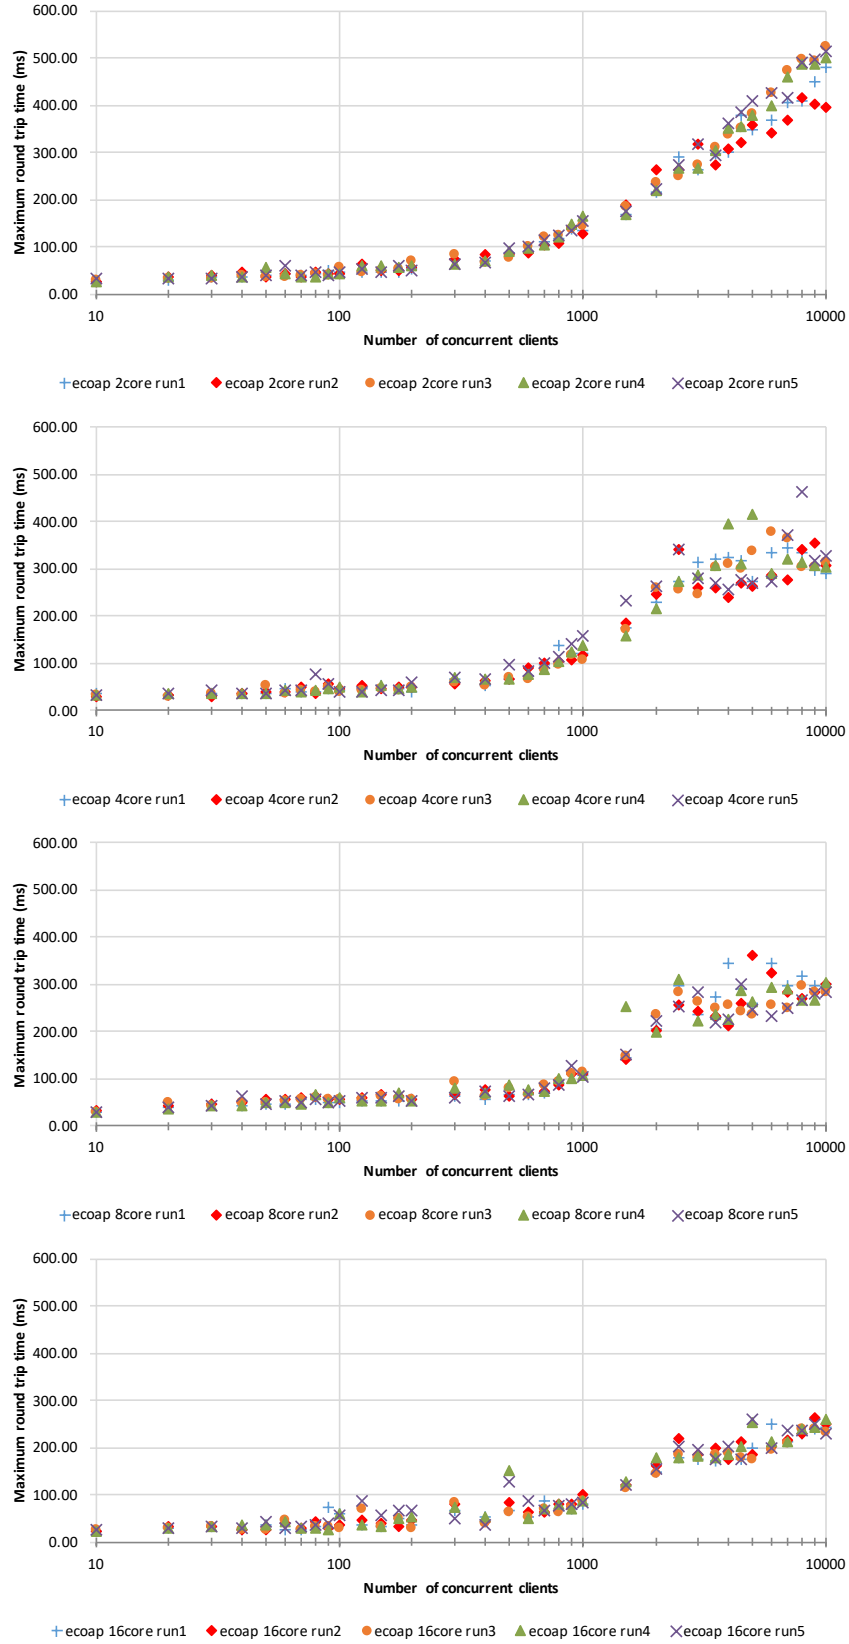 600.00
500.00
400.00
300.00
200.00
100.00
0.00
Maximum round trip time (ms)
10 100 1000 10000
Number of concurrent clients
ecoap 2core run1 ecoap 2core run2 ecoap 2core run3 ecoap 2core run4 ecoap 2core run5
600.00
500.00
400.00
300.00
200.00
100.00
0.00
Maximum round trip time (ms)
10 100 1000 10000
Number of concurrent clients
ecoap 4core run1 ecoap 4core run2 ecoap 4core run3 ecoap 4core run4 ecoap 4core run5
600.00
500.00
400.00
300.00
200.00
100.00
0.00
Maximum round trip time (ms)
10 100 1000 10000
Number of concurrent clients
ecoap 8core run1 ecoap 8core run2 ecoap 8core run3 ecoap 8core run4 ecoap 8core run5
600.00
500.00
400.00
300.00
200.00
100.00
0.00
Maximum round trip time (ms)
10 100 1000 10000
Number of concurrent clients
ecoap 16core run1 ecoap 16core run2 ecoap 16core run3 ecoap 16core run4 ecoap 16core run5